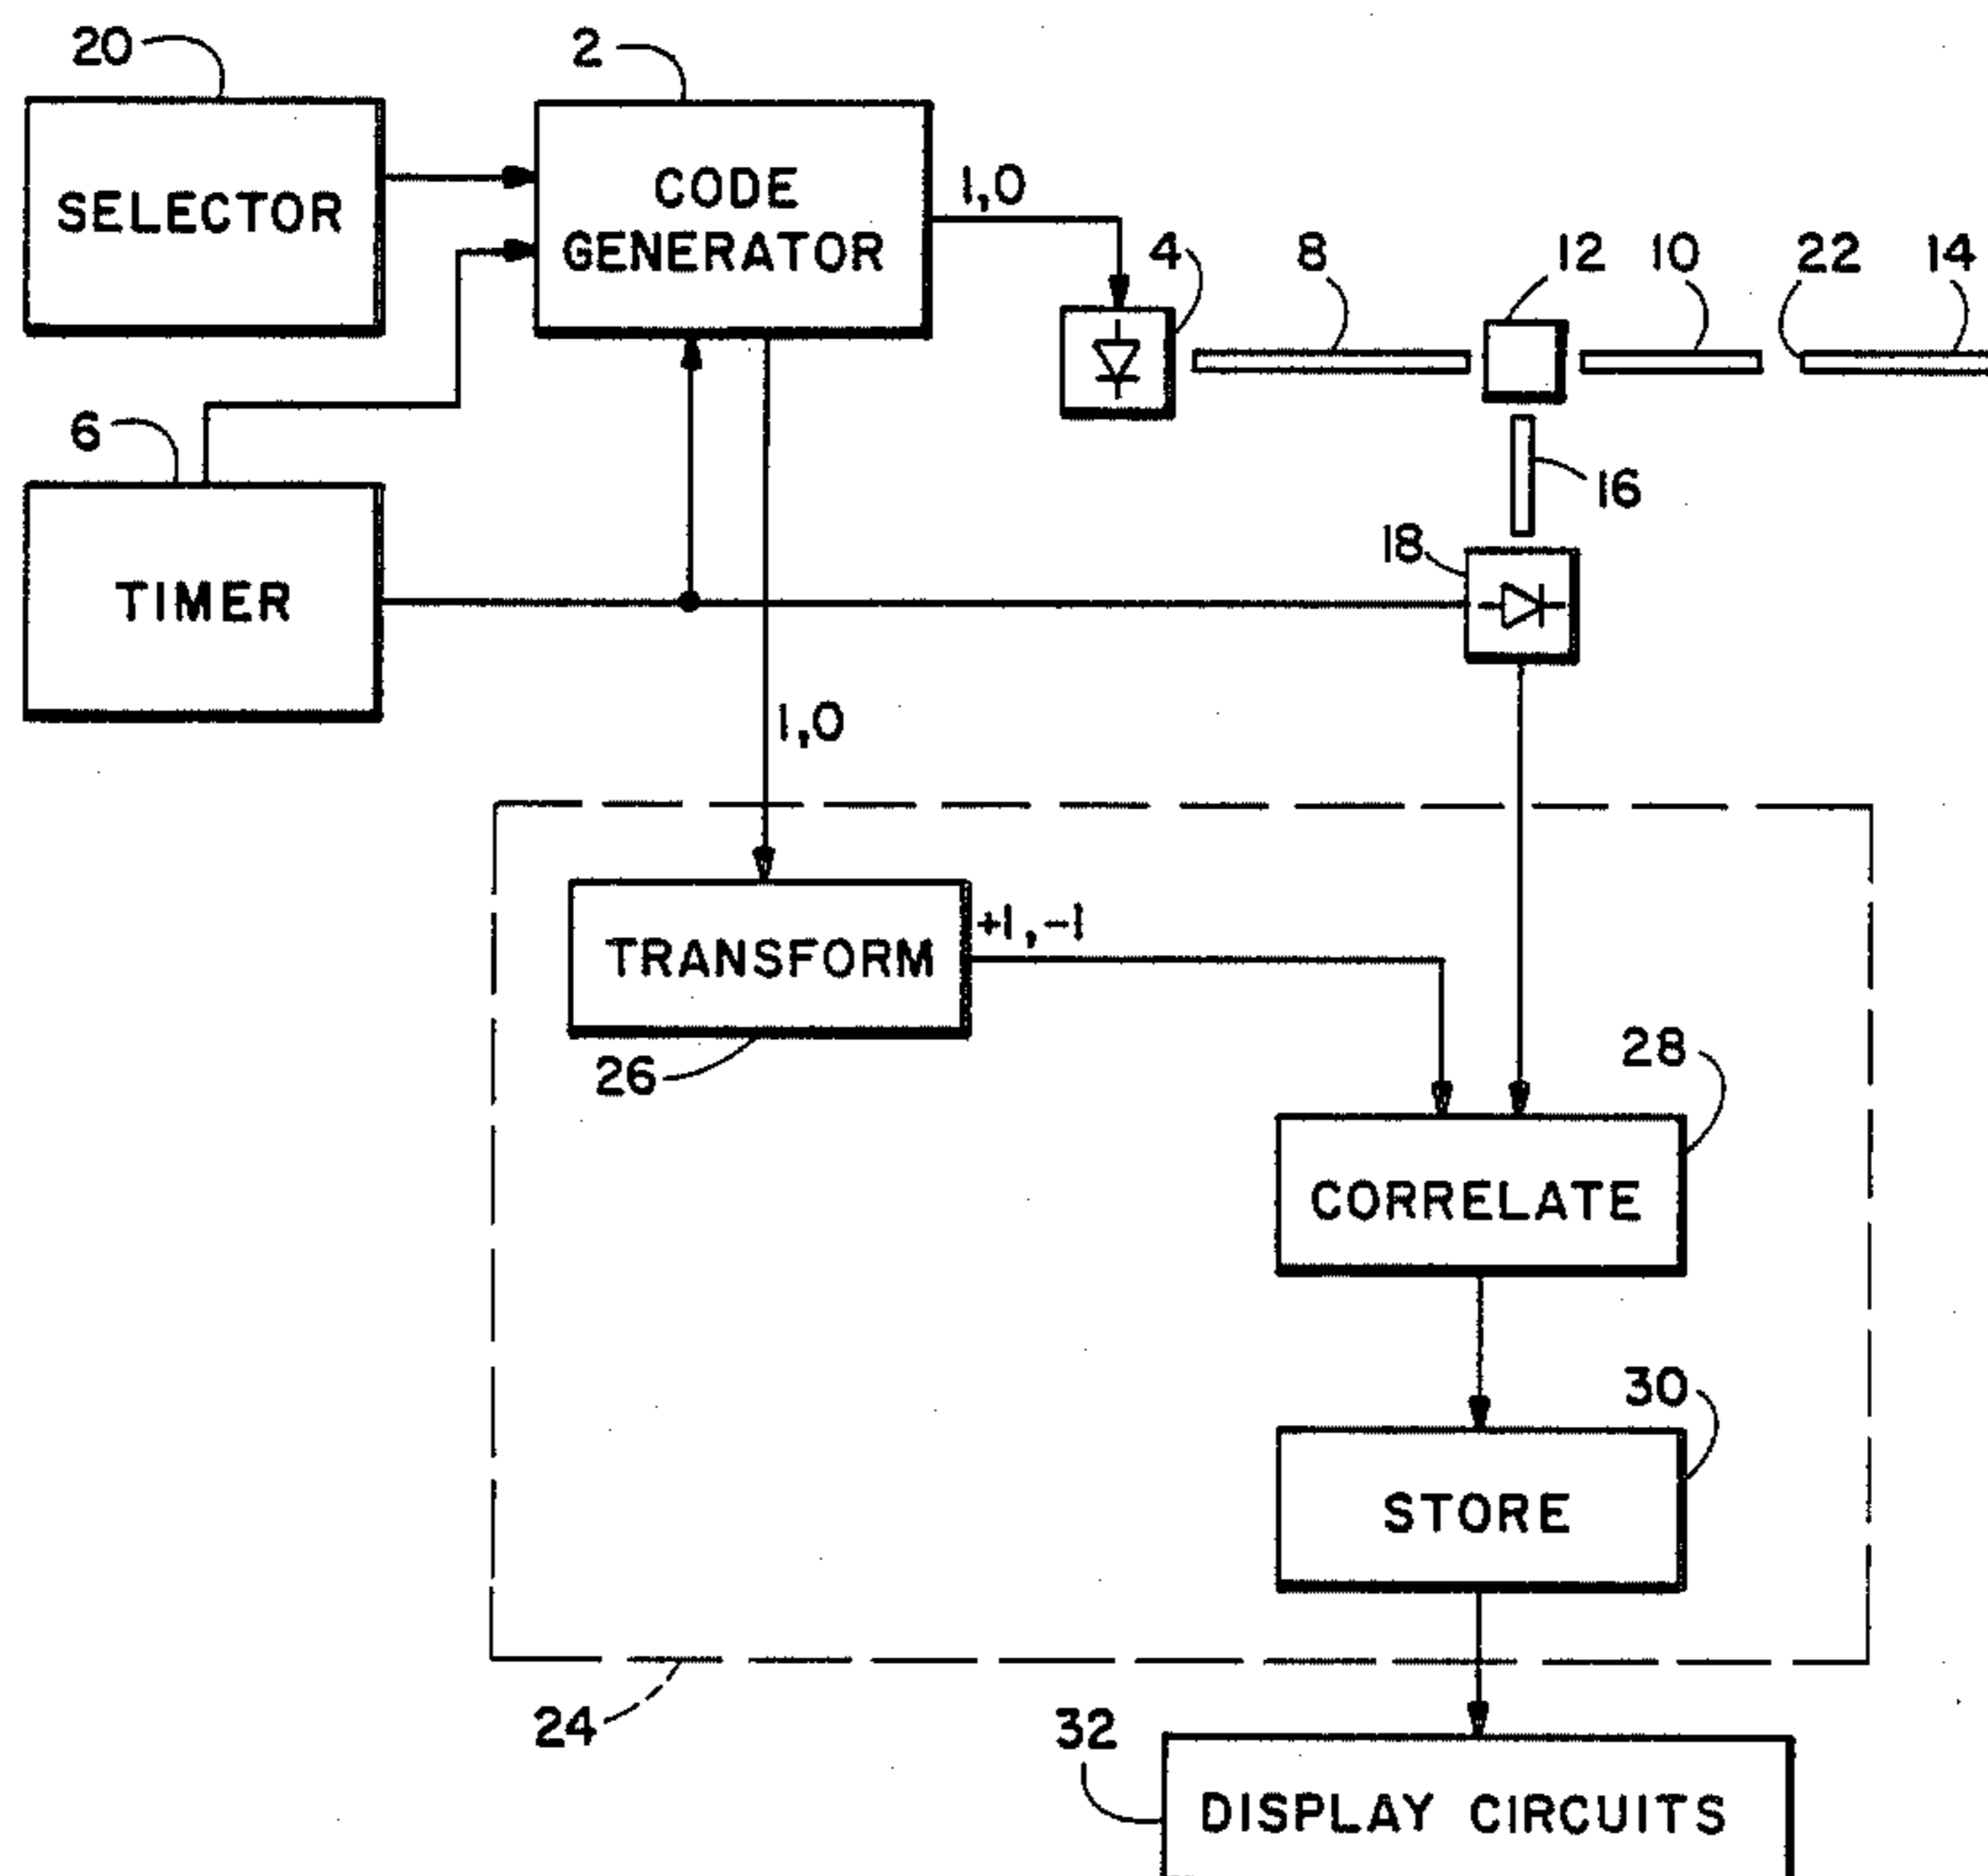 20
2
SELECTOR
CODE
GENERATOR
1,0
4
8
12
10
22
14
6
16
TIMER
18
1,0
TRANSFORM
+1,-1
26
28
CORRELATE
30
STORE
24
32
DISPLAY CIRCUITS